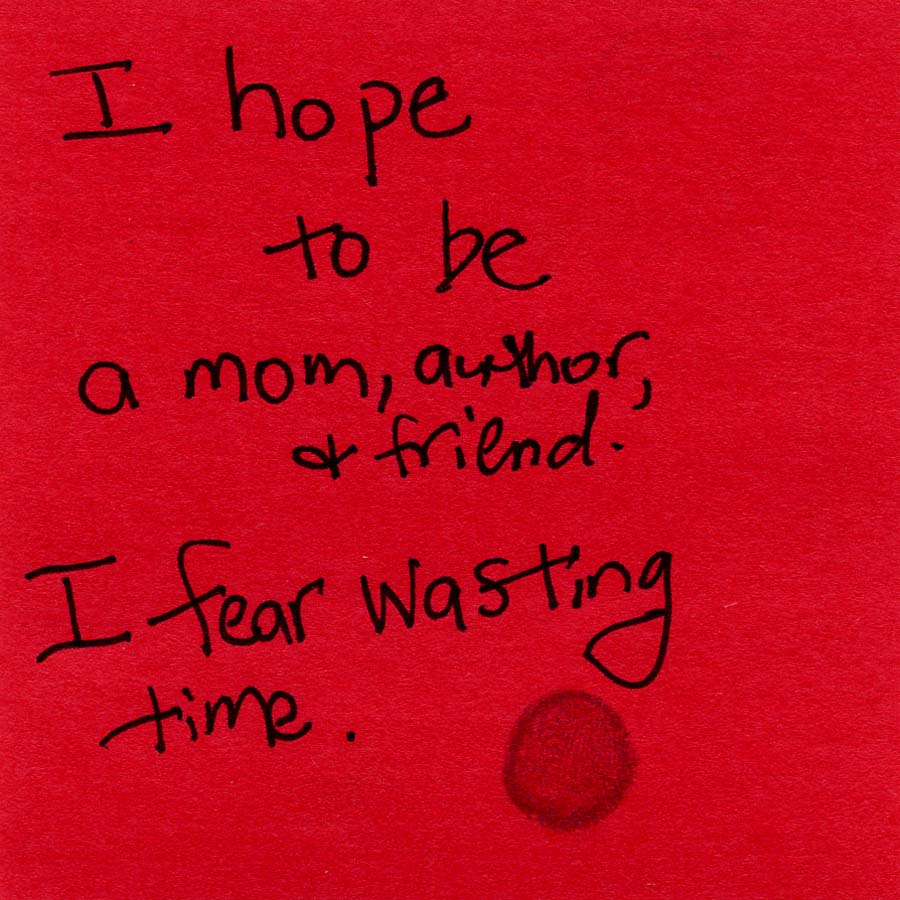 I hope
to be
a mom, author,
& friend.
I fear wasting
time.